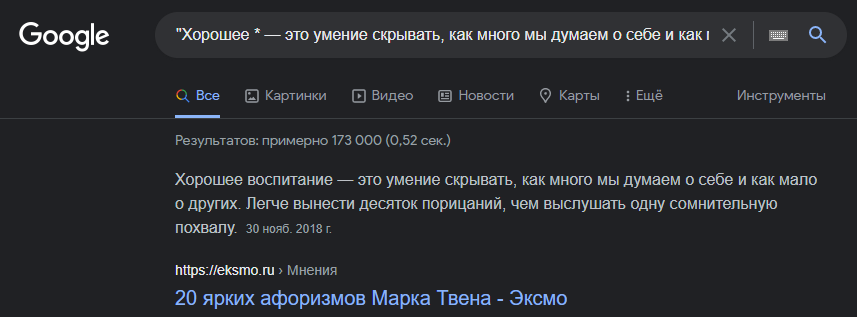 Google
"Хорошее * — это умение скрывать, как много мы думаем о себе и как
Все Картинки Видео Новости Карты Ещё Инструменты
Результатов: примерно 173 000 (0,52 сек.)
Хорошее воспитание — это умение скрывать, как много мы думаем о себе и как мало
о других. Легче вынести десяток порицаний, чем выслушать одну сомнительную
похвалу. 30 нояб. 2018 г.
https://eksmo.ru › Мнения
20 ярких афоризмов Марка Твена - Эксмо